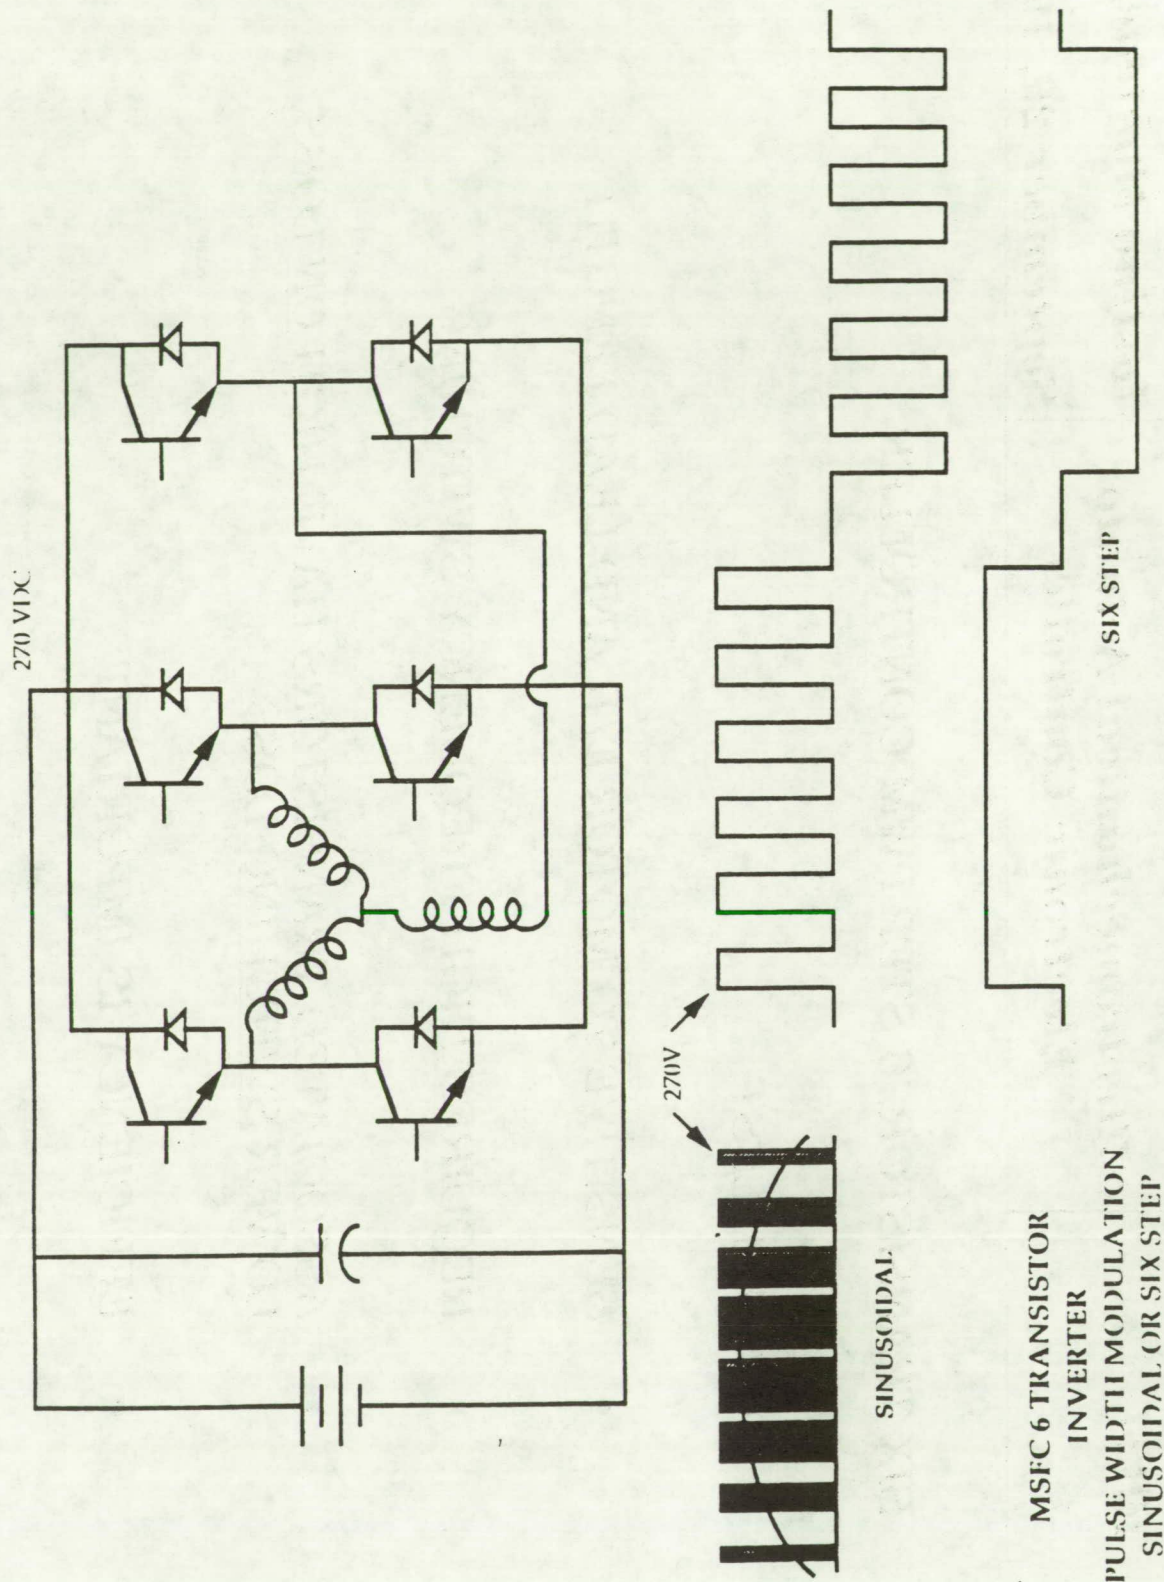 270 VDC
270V
SINUSOIDAL
SIX STEP
MSFC 6 TRANSISTOR
INVERTER
PULSE WIDTH MODULATION
SINUSOIDAL OR SIX STEP